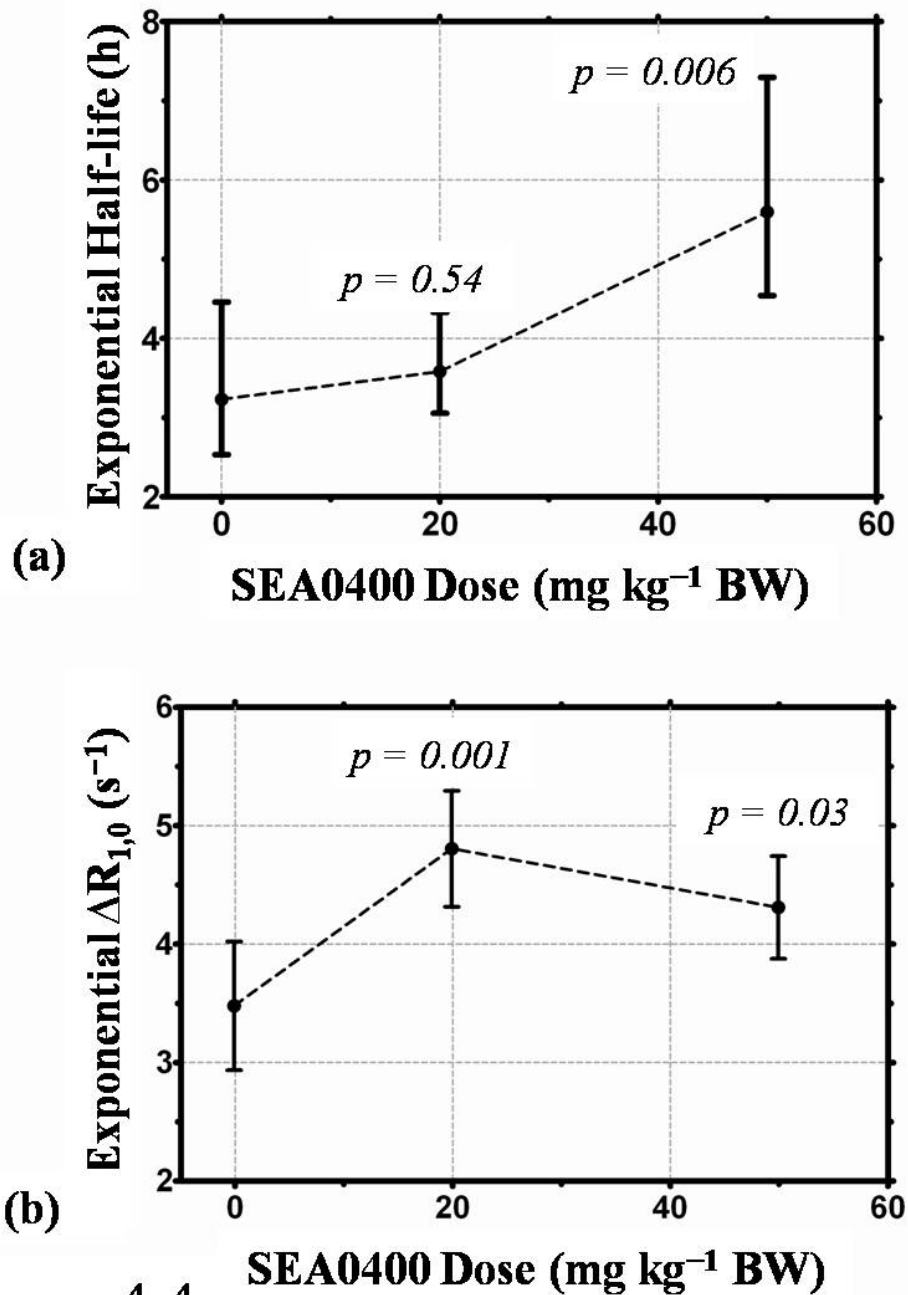 8
p = 0.006
6
p = 0.54
4
2
Exponential Half-life (h)
0 20 40 60
(a)
SEA0400 Dose (mg kg⁻¹ BW)
6
p = 0.001
5
p = 0.03
4
3
2
Exponential ΔR₁,₀ (s⁻¹)
0 20 40 60
(b)
SEA0400 Dose (mg kg⁻¹ BW)